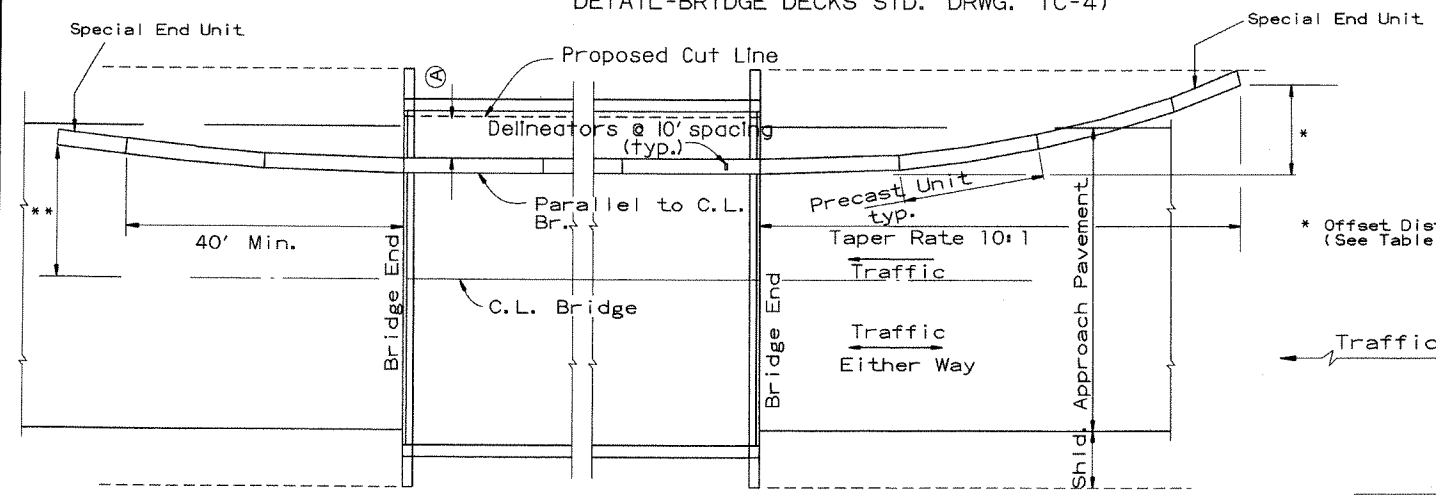 DETAIL-BRIDGE DECKS STD. DRWG. TC-4)
Special End Unit
Special End Unit
A
Proposed Cut Line
Delineators @ 10' spacing
(typ.)
*
Precast Unit
typ.
**
Parallel to C.L.
Br.
40' Min.
Taper Rate 10:1
* Offset Dis
(See Table
Traffic
Bridge End
C.L. Bridge
Bridge End
Traffic
Either Way
Approach Pavement
Traffic
Shld.